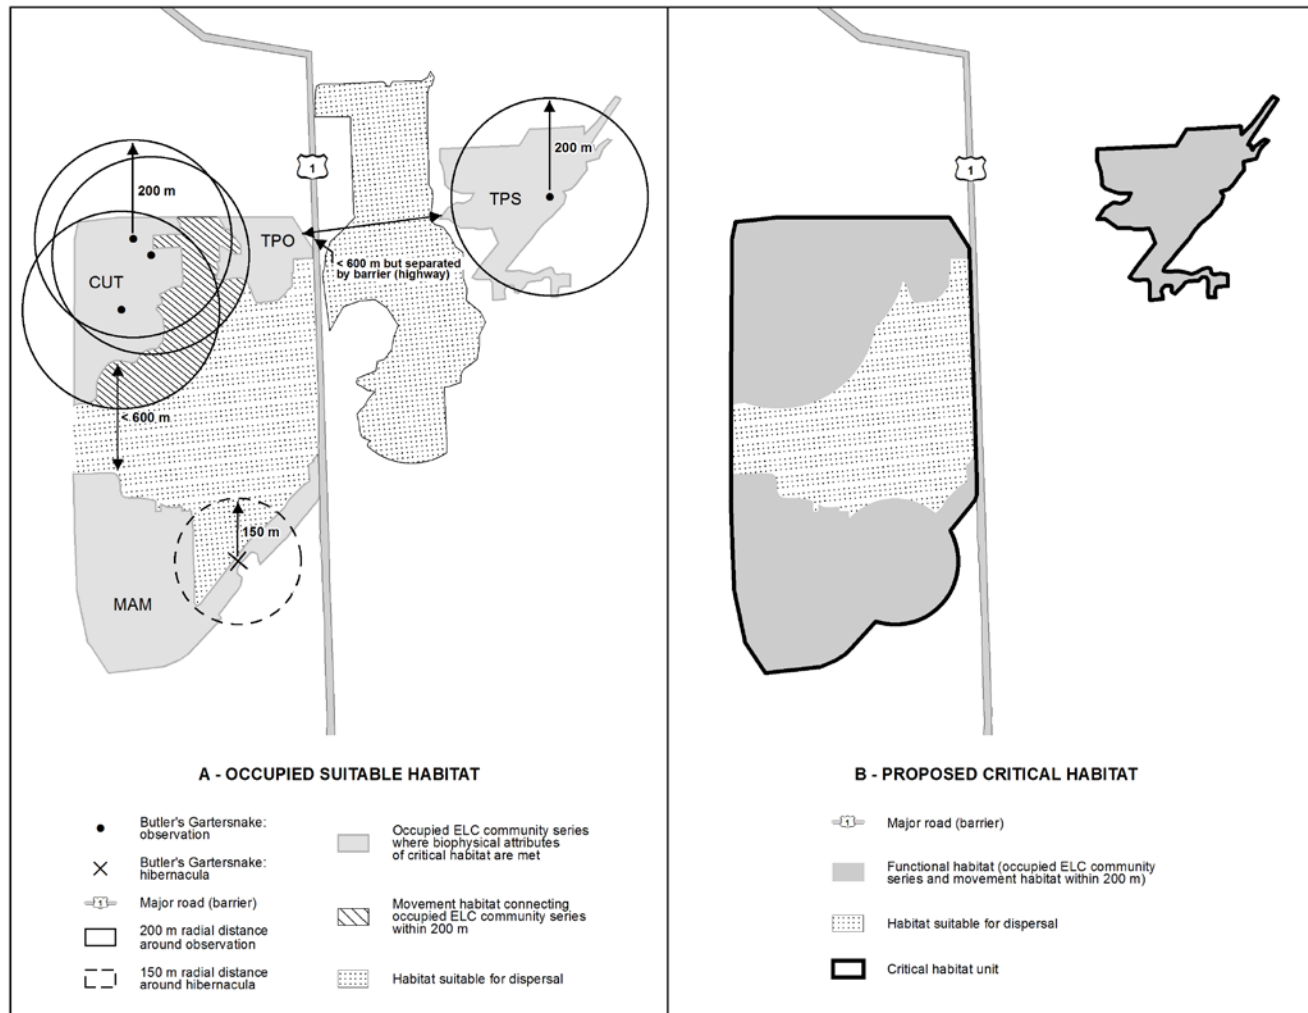 200 m
CUT
TPO
1
200 m
TPS
< 600 m but separated
by barrier (highway)
< 600 m
150 m
MAM
A - OCCUPIED SUITABLE HABITAT
Butler's Gartersnake:
observation
Butler's Gartersnake:
hibernacula
1
Major road (barrier)
200 m radial distance
around observation
150 m radial distance
around hibernacula
Occupied ELC community series
where biophysical attributes
of critical habitat are met
Movement habitat connecting
occupied ELC community series
within 200 m
Habitat suitable for dispersal
1
B - PROPOSED CRITICAL HABITAT
1
Major road (barrier)
Functional habitat (occupied ELC community
series and movement habitat within 200 m)
Habitat suitable for dispersal
Critical habitat unit